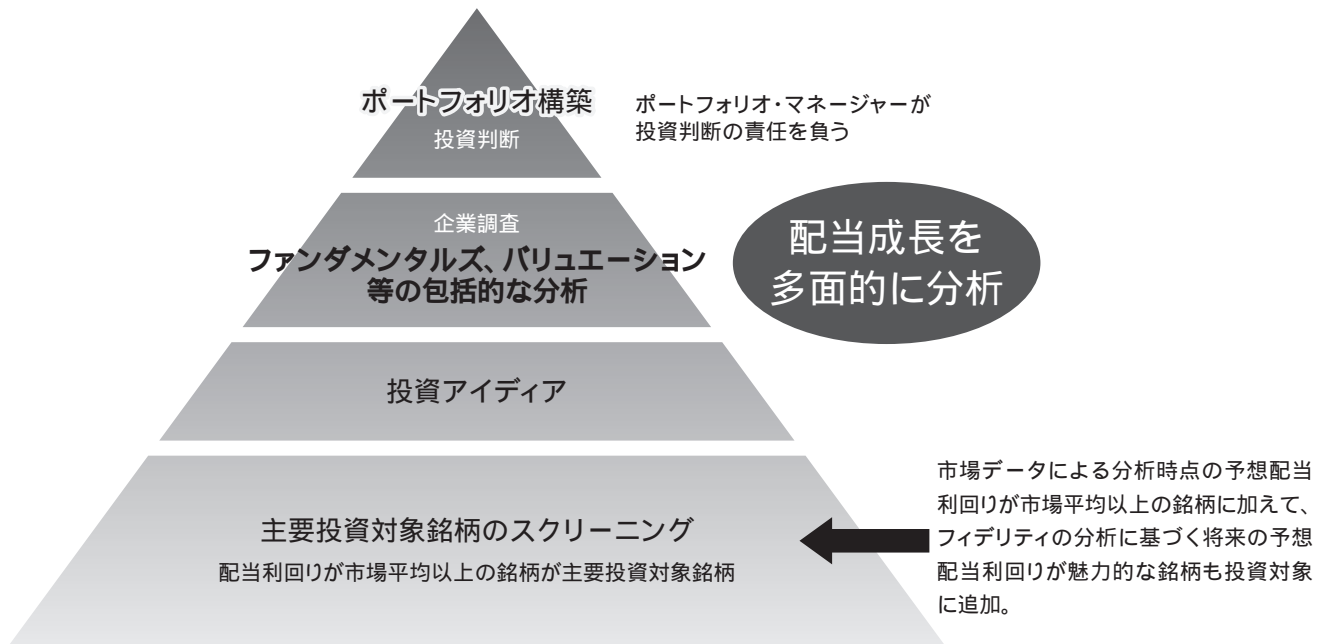 ポートフォリオ構築
投資判断
ポートフォリオ・マネージャーが
投資判断の責任を負う
企業調査
ファンダメンタルズ、バリュエーション
等の包括的な分析
配当成長を
多面的に分析
投資アイディア
主要投資対象銘柄のスクリーニング
配当利回りが市場平均以上の銘柄が主要投資対象銘柄
市場データによる分析時点の予想配当
利回りが市場平均以上の銘柄に加えて、
フィデリティの分析に基づく将来の予想
配当利回りが魅力的な銘柄も投資対象
に追加。